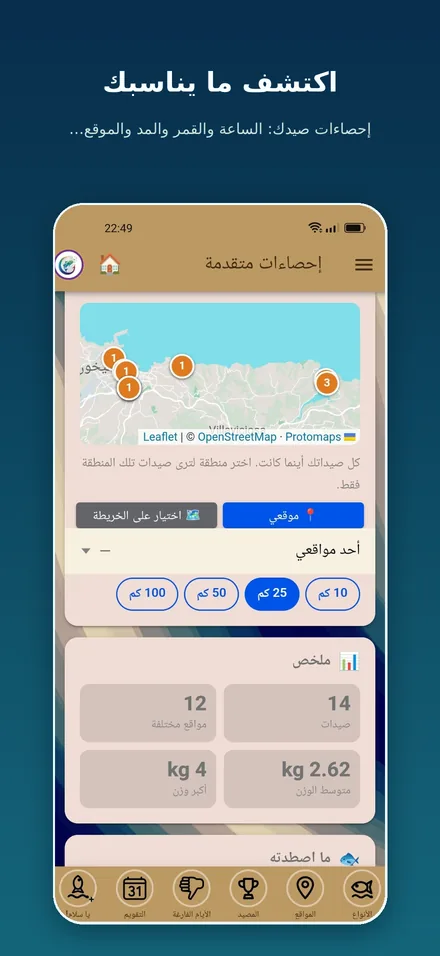 اكتشف ما يناسبك
إحصاءات صيدك: الساعة والقمر والمد والموقع...
22:49
إحصاءات متقدمة
1
1
1
1
3
Leaflet | © OpenStreetMap · Protomaps
كل صيداتك أينما كانت. اختر منطقة لترى صيدات تلك المنطقة
فقط.
موقعي
اختيار على الخريطة
أحد مواقعي
—
10 كم
25 كم
50 كم
100 كم
ملخص
14
صيدات
12
مواقع مختلفة
2.62 kg
متوسط الوزن
4 kg
أكبر وزن
ما اصطدته
الأنواع
المواقع
المصيد
الأيام الفارغة
31
التقويم
يا سلام!